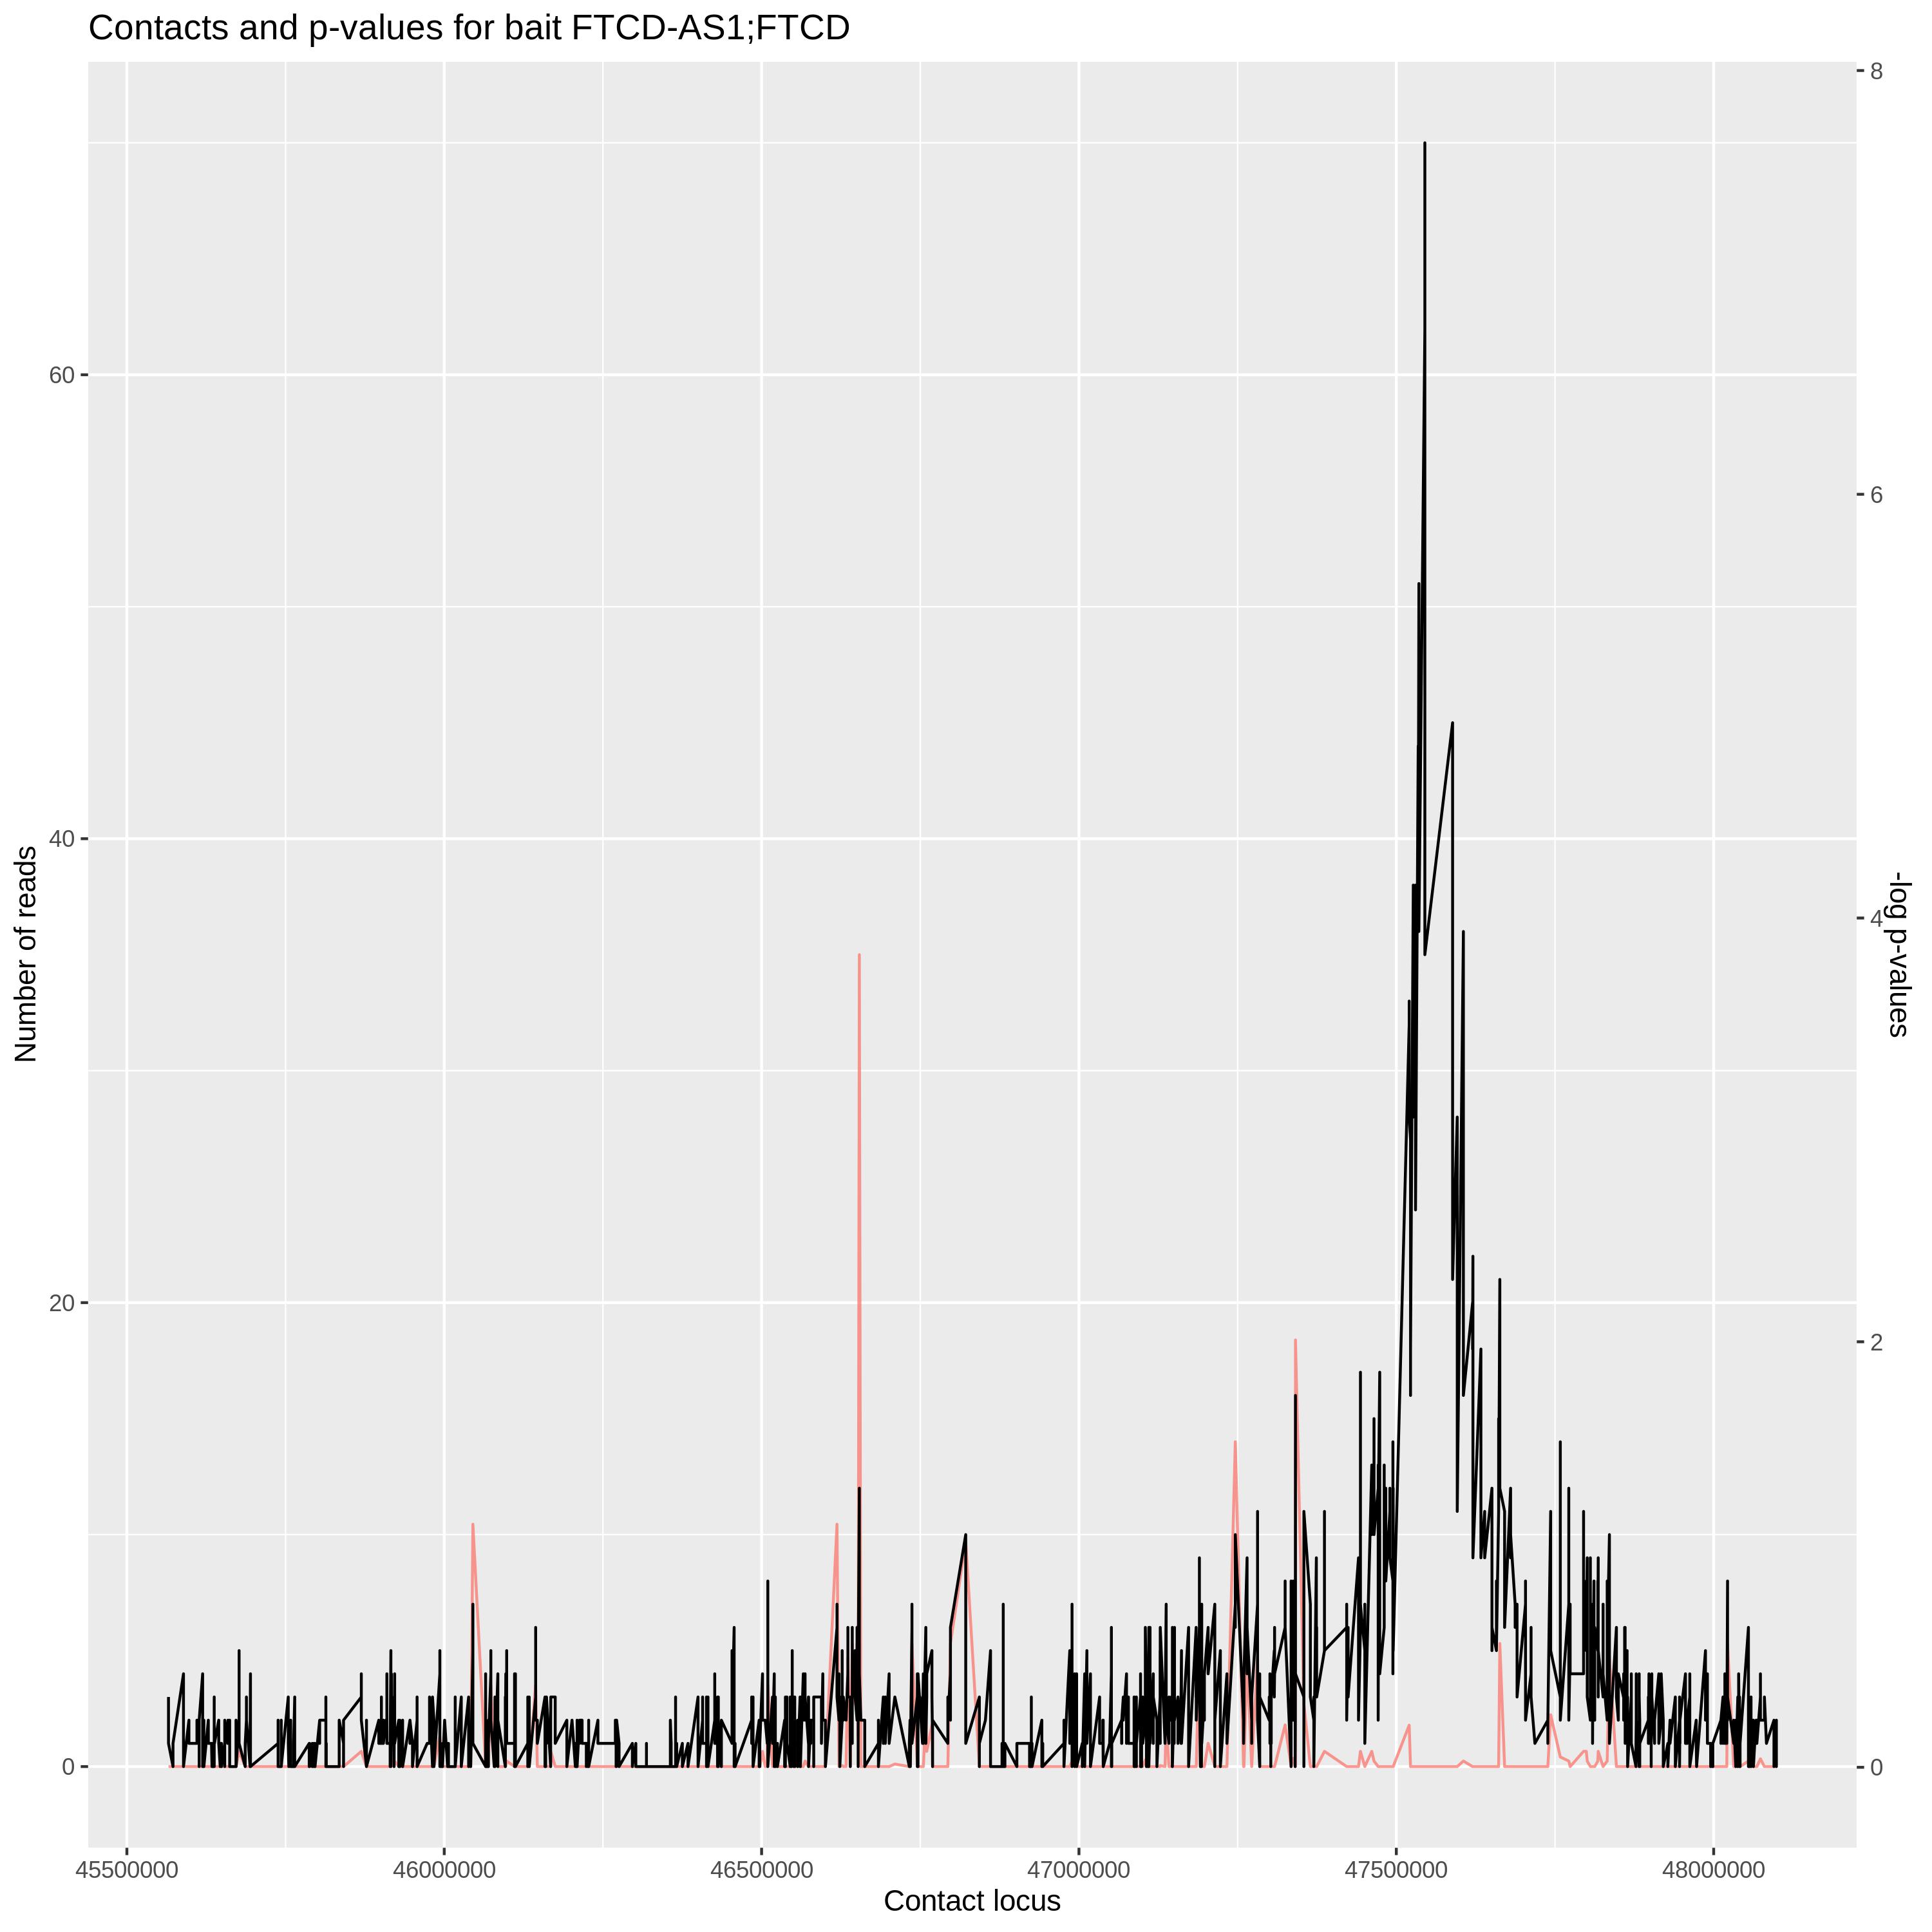 Contacts and p-values for bait FTCD-AS1;FTCD
Number of reads
60
40
20
0
8
6
4
2
0
-log p-values
45500000 46000000 46500000 47000000 47500000 48000000
Contact locus